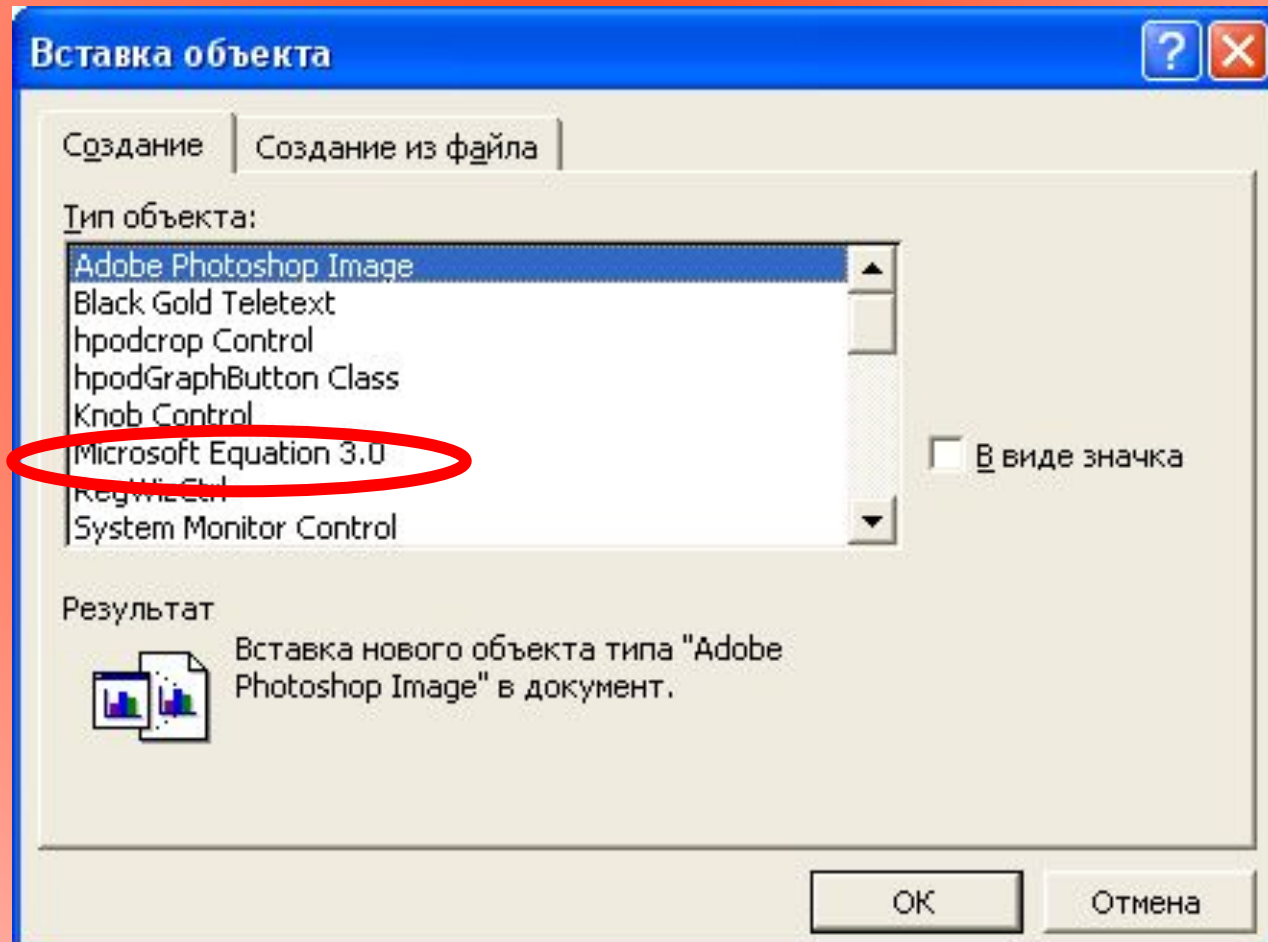 Вставка объекта
Создание
Создание из файла
Тип объекта:
Adobe Photoshop Image
Black Gold Teletext
hpodcrop Control
hpodGraphButton Class
Knob Control
Microsoft Equation 3.0
RegWizCtrl
System Monitor Control
В виде значка
Результат
Вставка нового объекта типа "Adobe
Photoshop Image" в документ.
ОК
Отмена